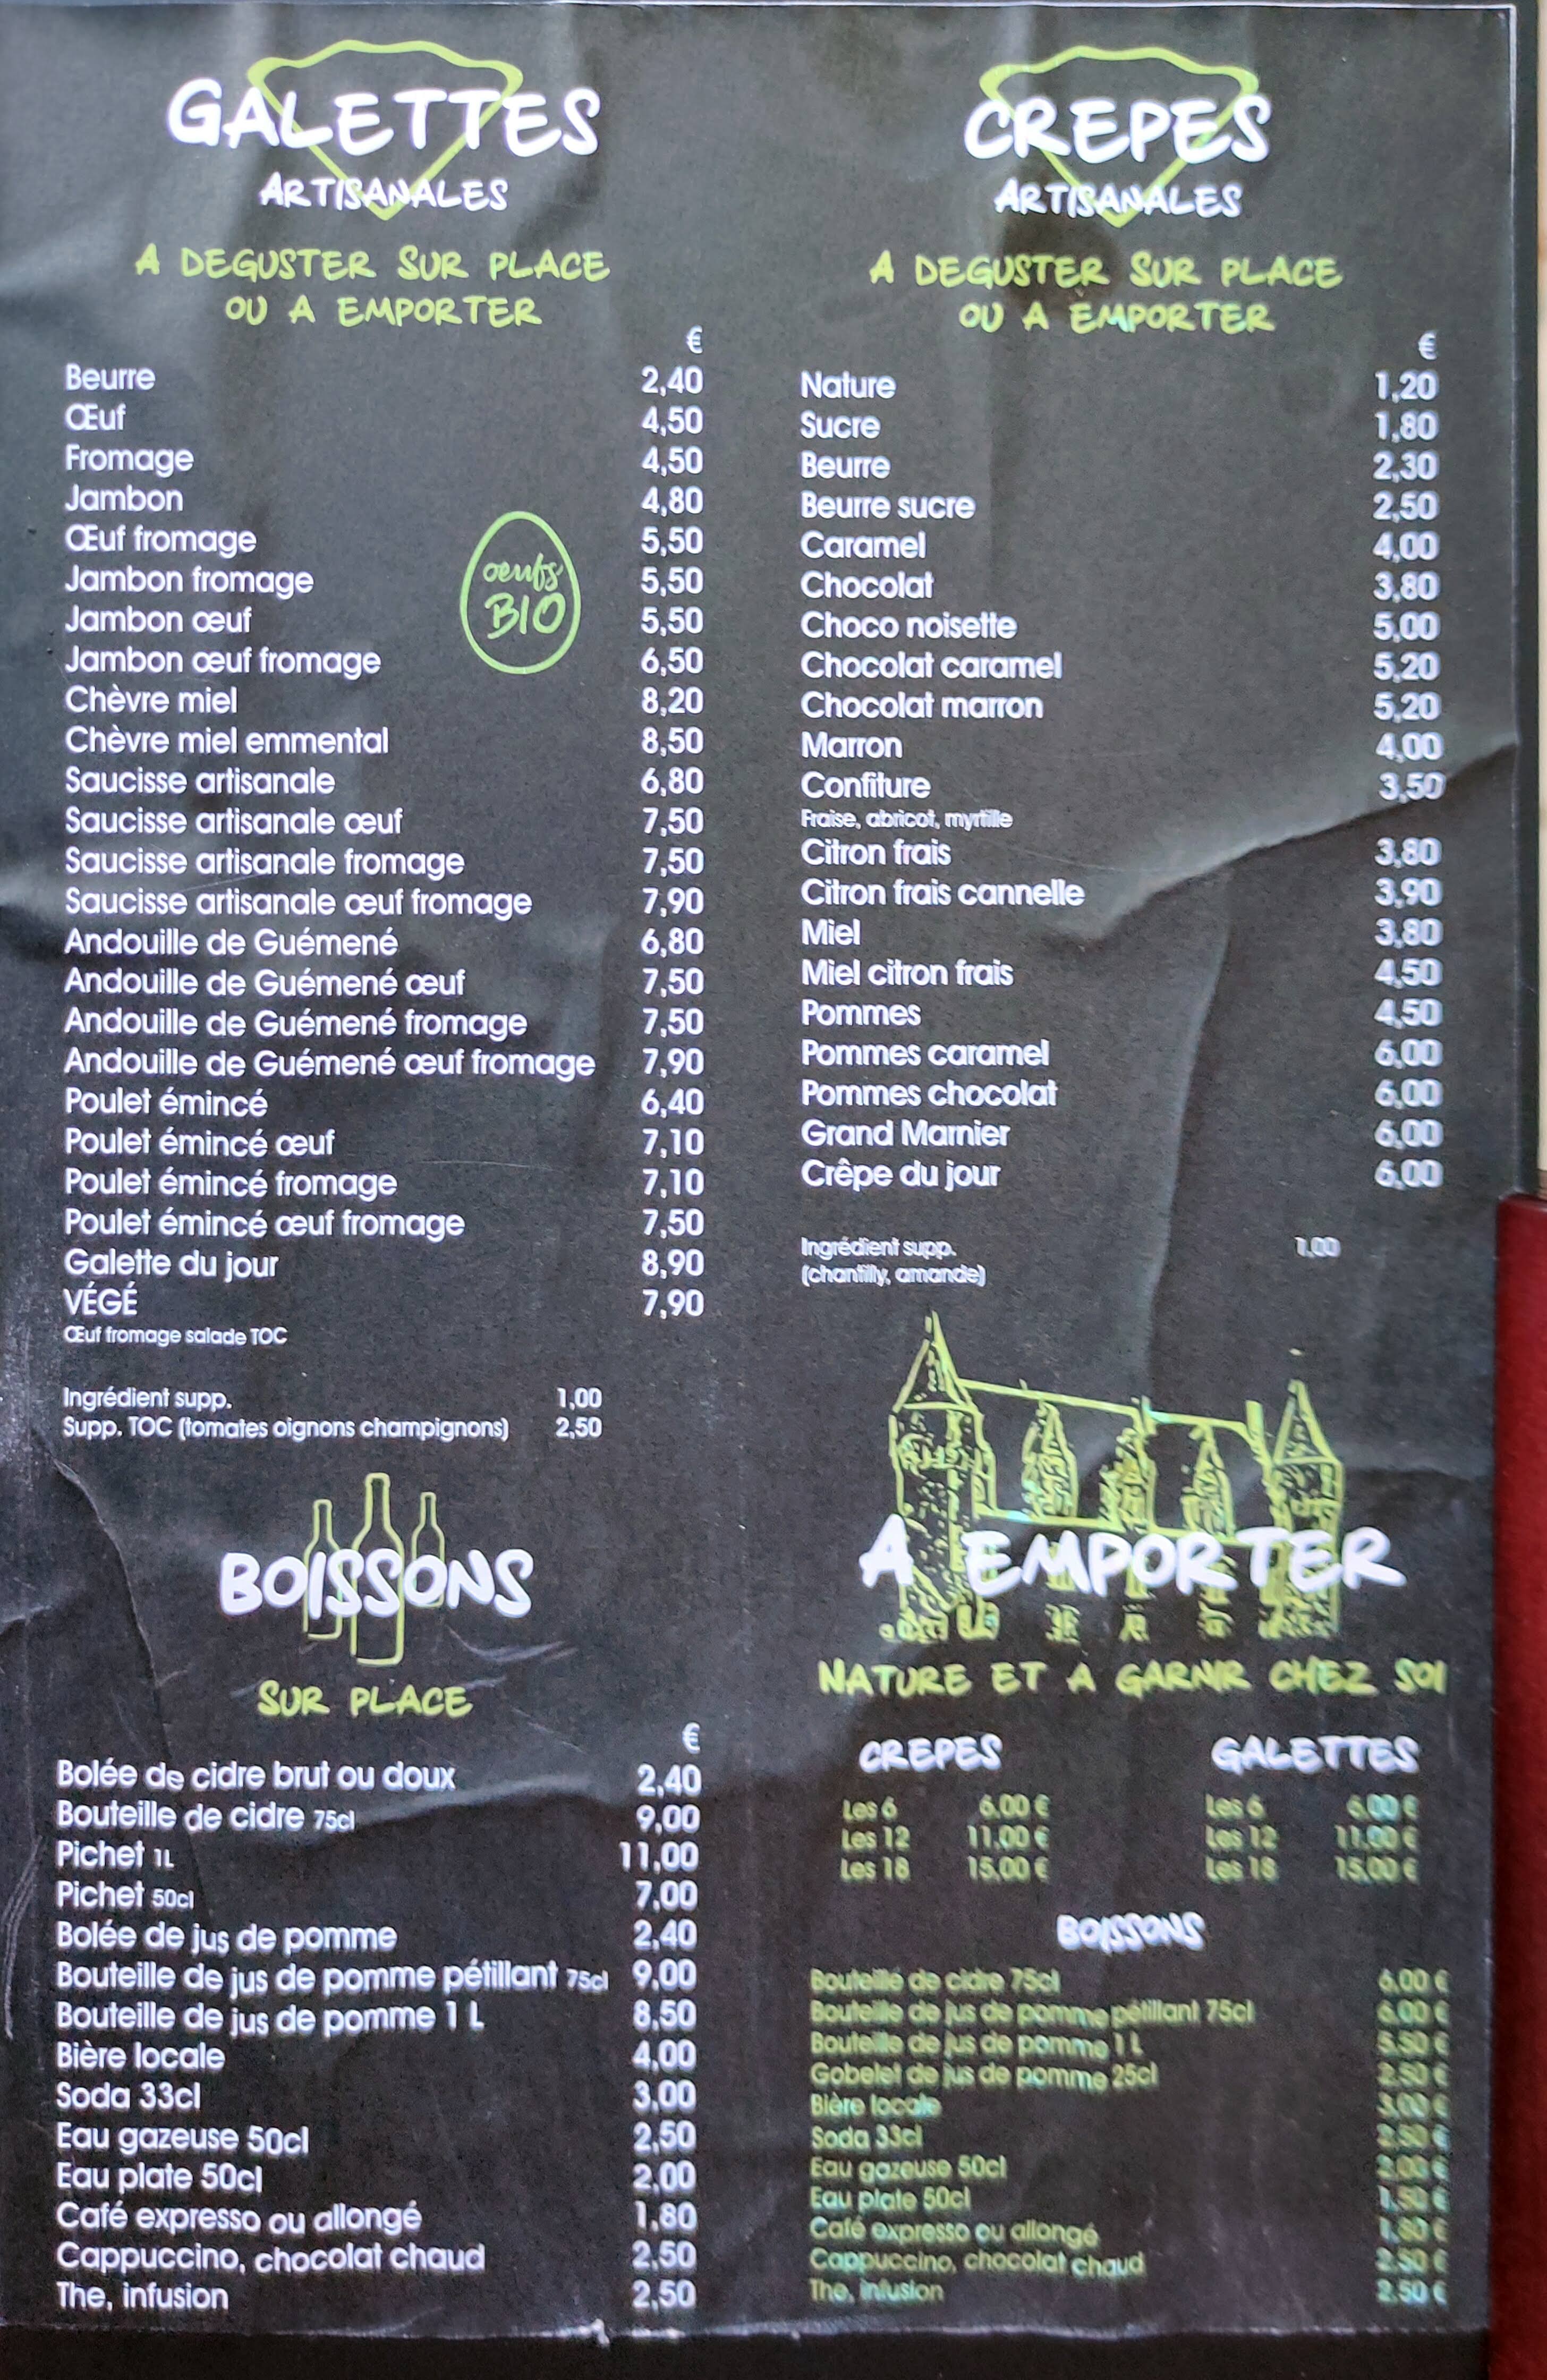 GALETTES
ARTISANALES
A DEGUSTER SUR PLACE
OU A EMPORTER
€
Beurre 2,40
Œuf 4,50
Fromage 4,50
Jambon 4,80
Œuf fromage 5,50
Jambon fromage 5,50
Jambon œuf 5,50
Jambon œuf fromage 6,50
Chèvre miel 8,20
Chèvre miel emmental 8,50
Saucisse artisanale 6,80
Saucisse artisanale œuf 7,50
Saucisse artisanale fromage 7,50
Saucisse artisanale œuf fromage 7,90
Andouille de Guémené 6,80
Andouille de Guémené œuf 7,50
Andouille de Guémené fromage 7,50
Andouille de Guémené œuf fromage 7,90
Poulet émincé 6,40
Poulet émincé œuf 7,10
Poulet émincé fromage 7,10
Poulet émincé œuf fromage 7,50
Galette du jour 8,90
VÉGÉ 7,90
Œuf fromage salade TOC
Ingrédient supp. 1,00
Supp. TOC (tomates oignons champignons) 2,50
oeufs
BIO
BOISSONS
SUR PLACE
€
Bolée de cidre brut ou doux 2,40
Bouteille de cidre 75cl 9,00
Pichet 1L 11,00
Pichet 50cl 7,00
Bolée de jus de pomme 2,40
Bouteille de jus de pomme pétillant 75cl 9,00
Bouteille de jus de pomme 1 L 8,50
Bière locale 4,00
Soda 33cl 3,00
Eau gazeuse 50cl 2,50
Eau plate 50cl 2,00
Café expresso ou allongé 1,80
Cappuccino, chocolat chaud 2,50
The, infusion 2,50
CREPES
ARTISANALES
A DEGUSTER SUR PLACE
OU A EMPORTER
€
Nature 1,20
Sucre 1,80
Beurre 2,30
Beurre sucre 2,50
Caramel 4,00
Chocolat 3,80
Choco noisette 5,00
Chocolat caramel 5,20
Chocolat marron 5,20
Marron 4,00
Confiture 3,50
Fraise, abricot, myrtille
Citron frais 3,80
Citron frais cannelle 3,90
Miel 3,80
Miel citron frais 4,50
Pommes 4,50
Pommes caramel 6,00
Pommes chocolat 6,00
Grand Marnier 6,00
Crêpe du jour 6,00
Ingrédient supp. 1,00
(chantilly, amande)
A EMPORTER
NATURE ET A GARNIR CHEZ SOI
CREPES
Les 6 6.00 €
Les 12 11.00 €
Les 18 15.00 €
GALETTES
Les 6 6.00 €
Les 12 11.00 €
Les 18 15.00 €
BOISSONS
Bouteille de cidre 75cl 6.00 €
Bouteille de jus de pomme pétillant 75cl 6.00 €
Bouteille de jus de pomme 1 L 5.50 €
Gobelet de jus de pomme 25cl 2.50 €
Bière locale 3.00 €
Soda 33cl 2.50 €
Eau gazeuse 50cl 2.00 €
Eau plate 50cl 1.50 €
Café expresso ou allongé 1.80 €
Cappuccino, chocolat chaud 2.50 €
The, infusion 2.50 €